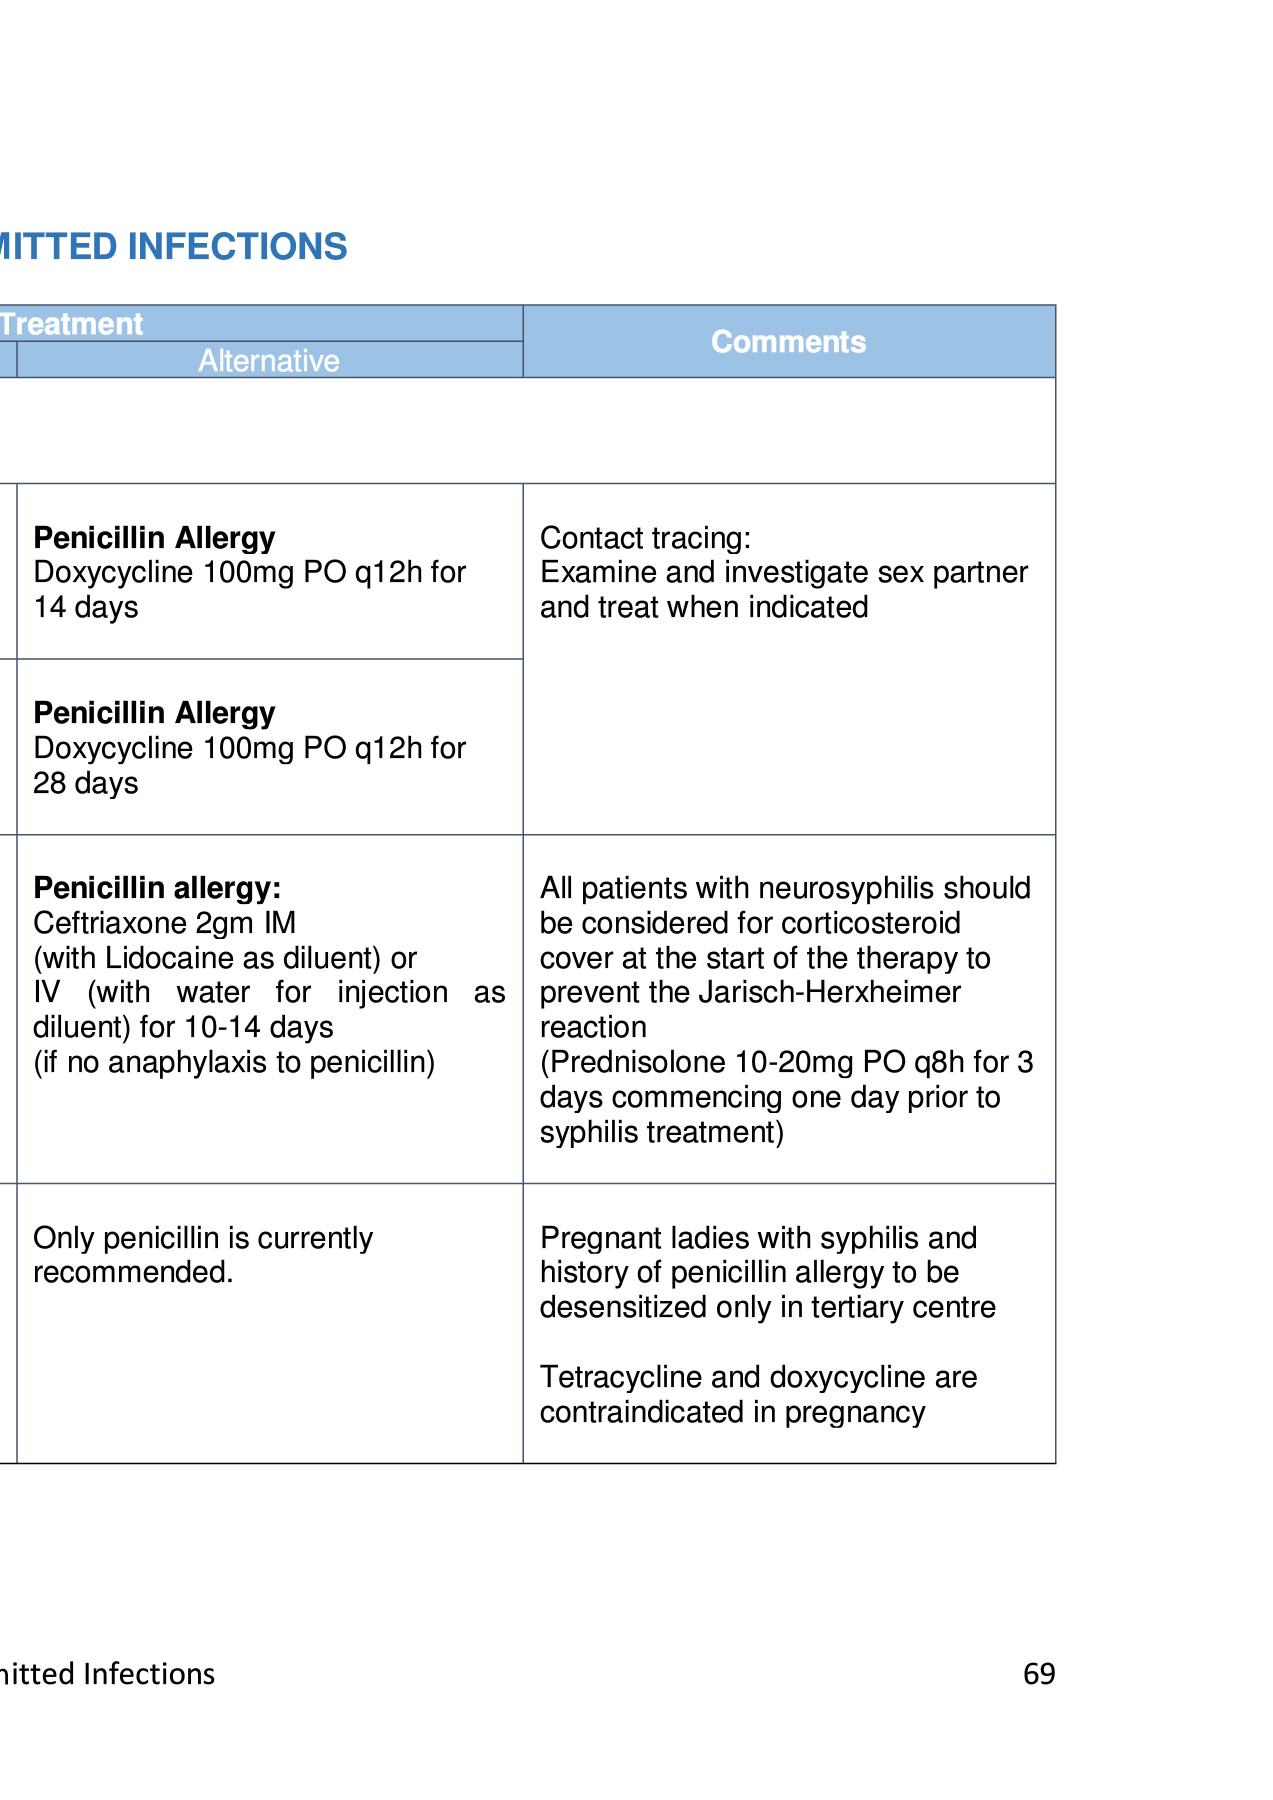 MITTED INFECTIONS
Treatment
Comments
Alternative
Penicillin Allergy
Doxycycline 100mg PO q12h for
14 days
Contact tracing:
Examine and investigate sex partner
and treat when indicated
Penicillin Allergy
Doxycycline 100mg PO q12h for
28 days
Penicillin allergy:
Ceftriaxone 2gm IM
(with Lidocaine as diluent) or
IV (with water for injection as
diluent) for 10-14 days
(if no anaphylaxis to penicillin)
All patients with neurosyphilis should
be considered for corticosteroid
cover at the start of the therapy to
prevent the Jarisch-Herxheimer
reaction
(Prednisolone 10-20mg PO q8h for 3
days commencing one day prior to
syphilis treatment)
Only penicillin is currently
recommended.
Pregnant ladies with syphilis and
history of penicillin allergy to be
desensitized only in tertiary centre
Tetracycline and doxycycline are
contraindicated in pregnancy
mitted Infections
69